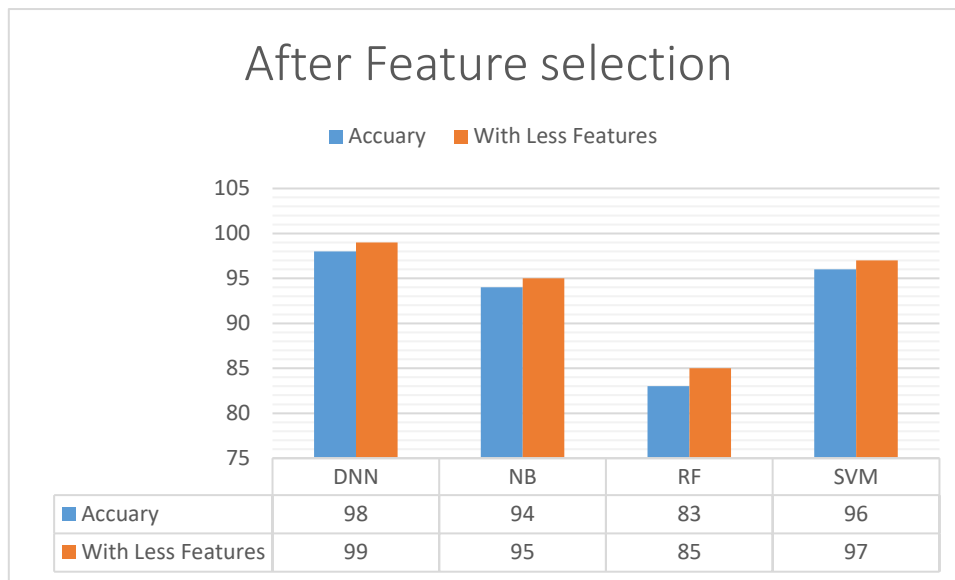 After Feature selection
Accuary With Less Features
105
100
95
90
85
80
75
DNN NB RF SVM
Accuary 98 94 83 96
With Less Features 99 95 85 97